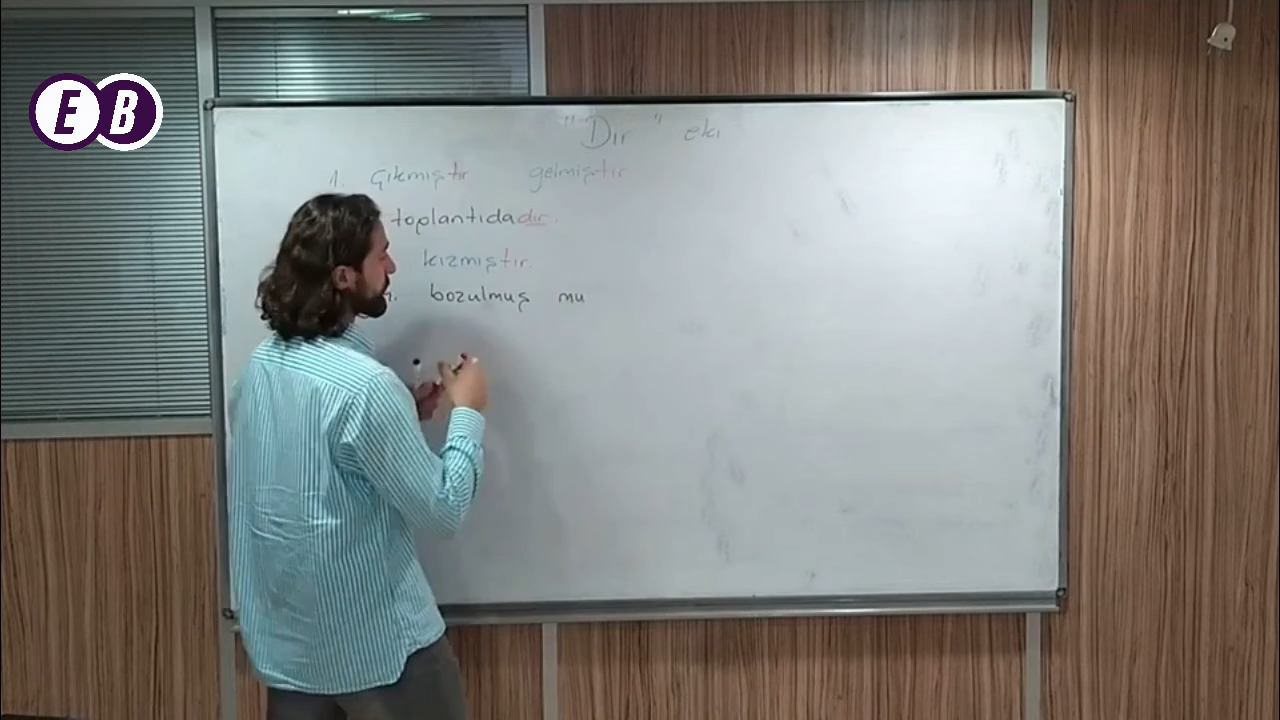 EB
"Dır" eki
1. Çıkmıştır gelmiştir
toplantıdadır.
kızmıştır.
bozulmuş mu